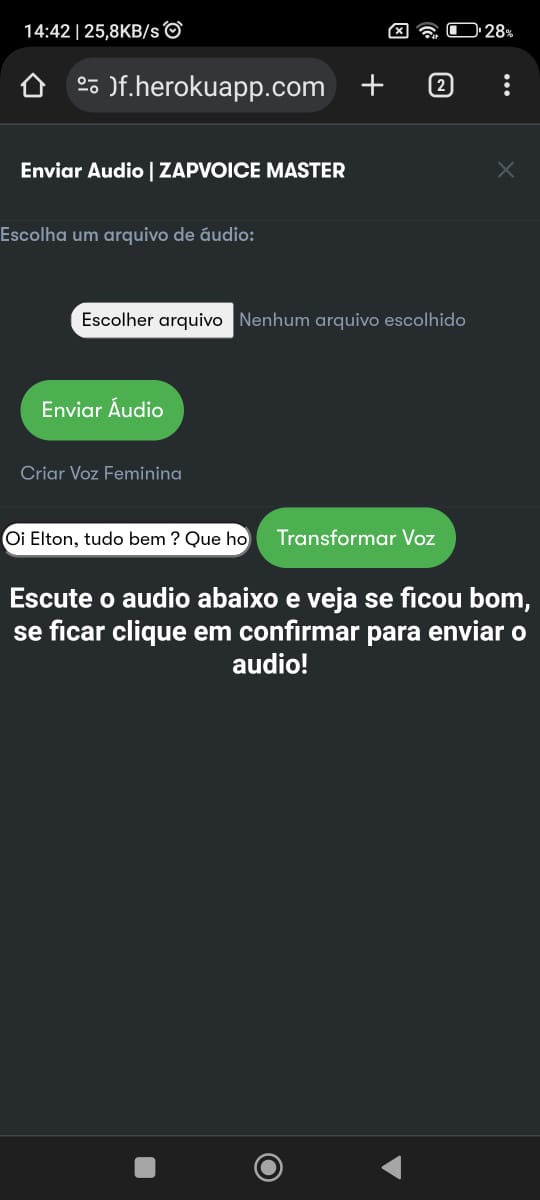 14:42 | 25,8KB/s
28%
f.herokuapp.com
2
Enviar Audio | ZAPVOICE MASTER
Escolha um arquivo de áudio:
Escolher arquivo Nenhum arquivo escolhido
Enviar Áudio
Criar Voz Feminina
Oi Elton, tudo bem ? Que ho
Transformar Voz
Escute o audio abaixo e veja se ficou bom,
se ficar clique em confirmar para enviar o
audio!